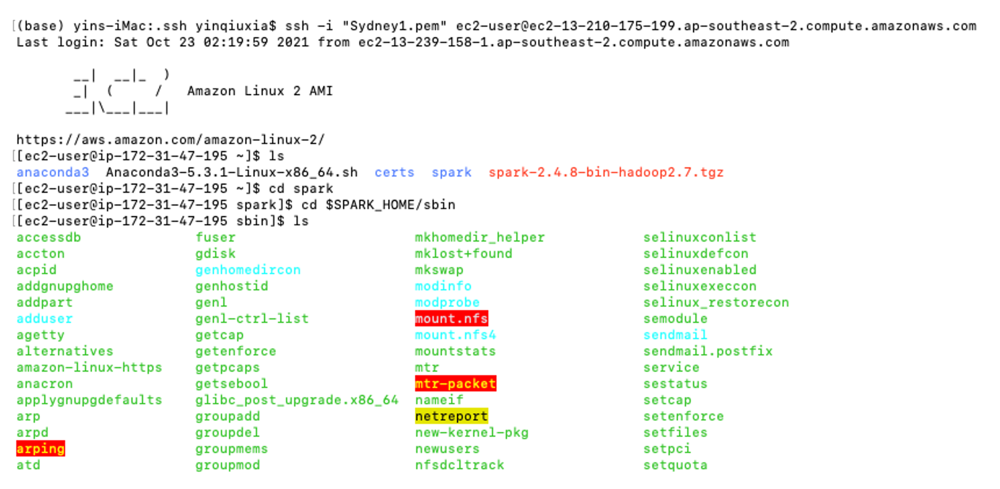 [(base) yins-iMac:.ssh yinqiuxia$ ssh -i "Sydney1.pem" ec2-user@ec2-13-210-175-199.ap-southeast-2.compute.amazonaws.com
Last login: Sat Oct 23 02:19:59 2021 from ec2-13-239-158-1.ap-southeast-2.compute.amazonaws.com
       __|  __|_  )
       _|  (     /   Amazon Linux 2 AMI
      ___|\___|___|
https://aws.amazon.com/amazon-linux-2/
[[ec2-user@ip-172-31-47-195 ~]$ ls
anaconda3  Anaconda3-5.3.1-Linux-x86_64.sh  certs  spark  spark-2.4.8-bin-hadoop2.7.tgz
[[ec2-user@ip-172-31-47-195 ~]$ cd spark
[[ec2-user@ip-172-31-47-195 spark]$ cd $SPARK_HOME/sbin
[[ec2-user@ip-172-31-47-195 sbin]$ ls
accessdb              fuser                      mkhomedir_helper            selinuxconlist
accton                gdisk                      mklost+found                selinuxdefcon
acpid                 genhomedircon              mkswap                      selinuxenabled
addgnupghome          genhostid                  modinfo                     selinuxexeccon
addpart               genl                       modprobe                    selinux_restorecon
adduser               genl-ctrl-list             mount.nfs                   semodule
agetty                getcap                     mount.nfs4                  sendmail
alternatives          getenforce                 mountstats                  sendmail.postfix
amazon-linux-https    getpcaps                   mtr                         service
anacron               getsebool                  mtr-packet                  sestatus
applygnupgdefaults    glibc_post_upgrade.x86_64  nameif                      setcap
arp                   groupadd                   netreport                   setenforce
arpd                  groupdel                   new-kernel-pkg              setfiles
arping                groupmems                  newusers                    setpci
atd                   groupmod                   nfsdcltrack                 setquota